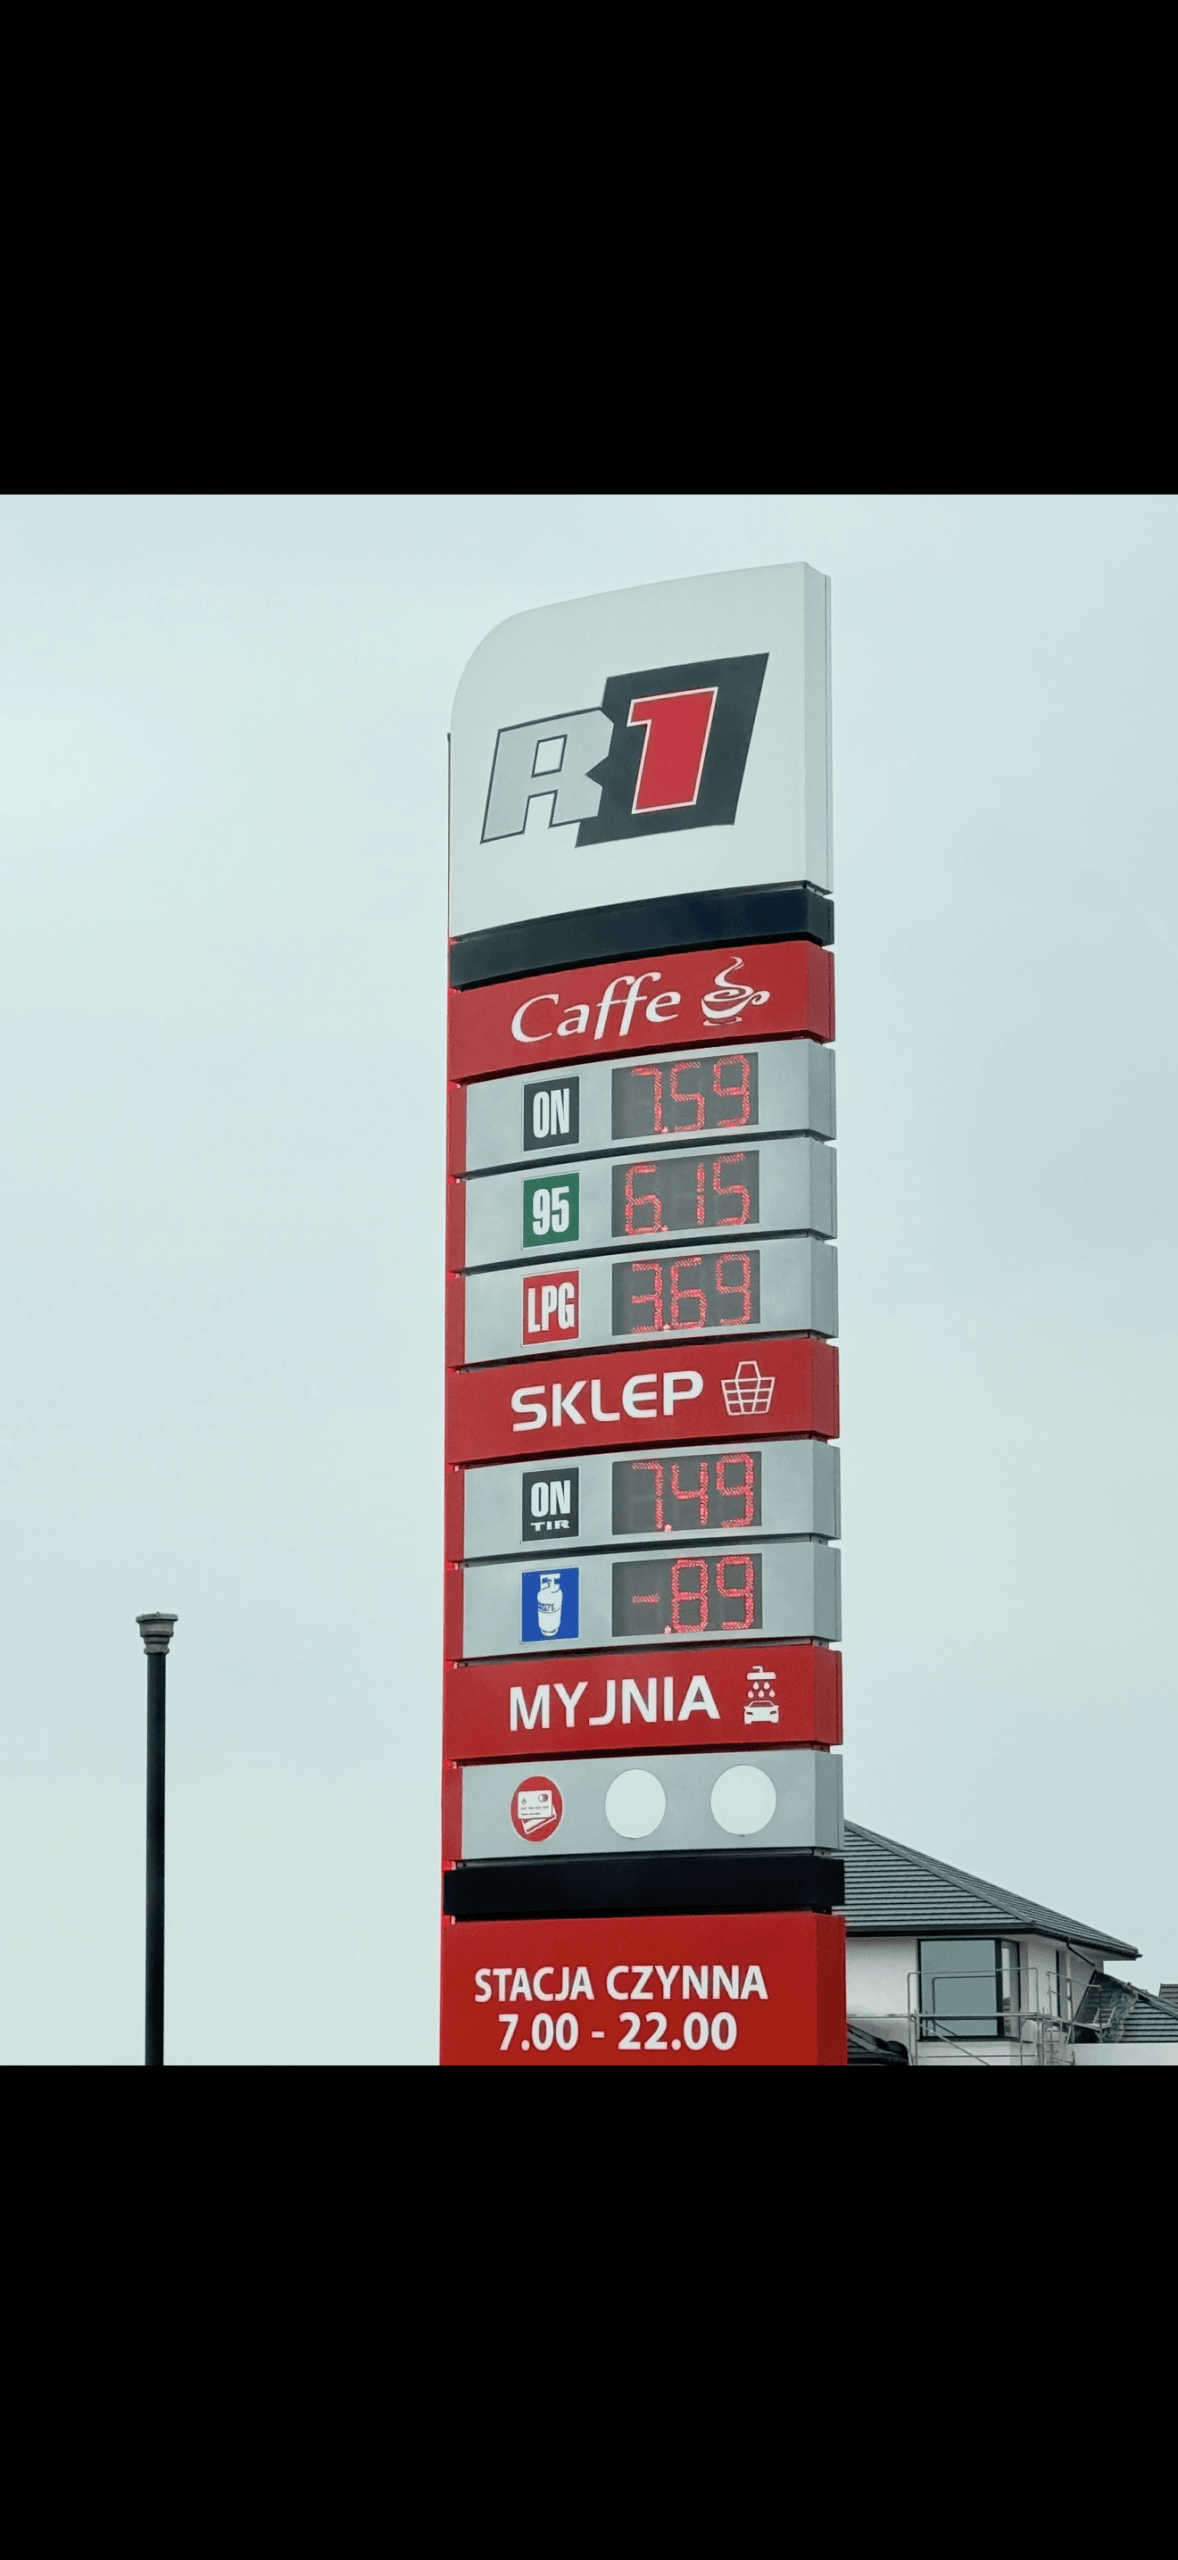 R1
Caffe
ON 7.59
95 6.15
LPG 3.69
SKLEP
ON TIR 7.49
-.89
MYJNIA
STACJA CZYNNA
7.00 - 22.00